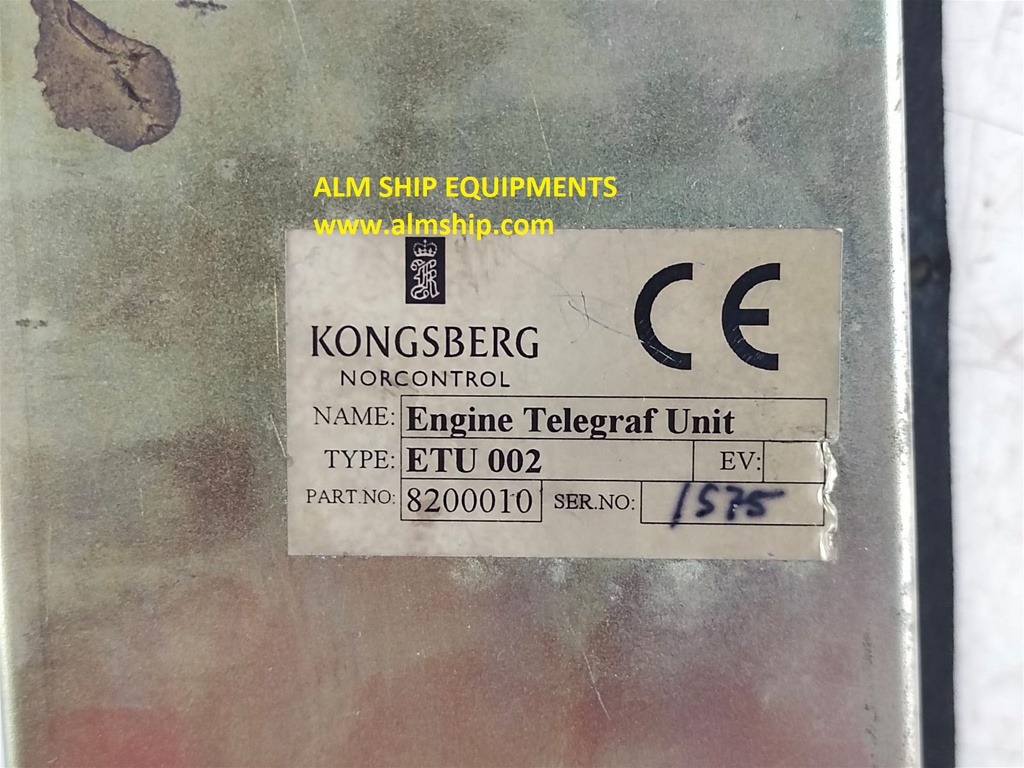 ALM SHIP EQUIPMENTS
www.almship.com
KONGSBERG
NORCONTROL
CE
NAME: Engine Telegraf Unit
TYPE: ETU 002 EV:
PART.NO: 8200010 SER.NO: 1575